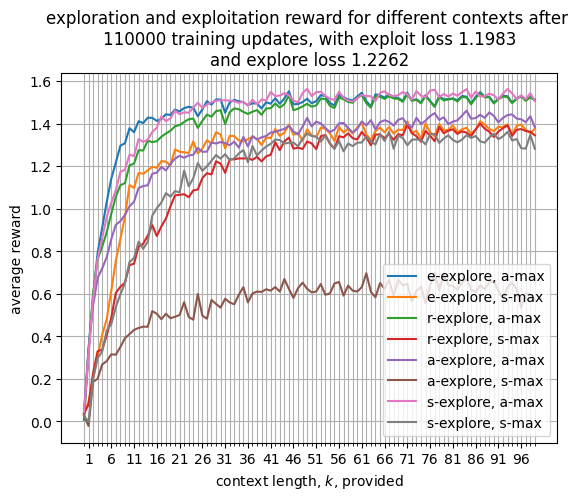 exploration and exploitation reward for different contexts after
110000 training updates, with exploit loss 1.1983
and explore loss 1.2262
1.6
1.4
1.2
1.0
0.8
0.6
0.4
0.2
0.0
average reward
e-explore, a-max
e-explore, s-max
r-explore, a-max
r-explore, s-max
a-explore, a-max
a-explore, s-max
s-explore, a-max
s-explore, s-max
1 6 11 16 21 26 31 36 41 46 51 56 61 66 71 76 81 86 91 96
context length, k, provided